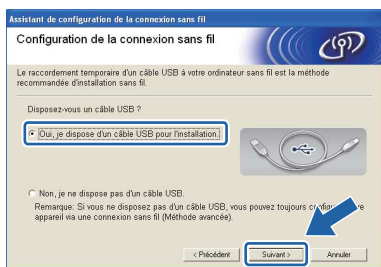 Assistant de configuration de la connexion sans fil
Configuration de la connexion sans fil
Le raccordement temporaire d'un câble USB à votre ordinateur sans fil est la méthode
recommandée d'installation sans fil.
Disposez-vous un câble USB ?
Oui, je dispose d'un câble USB pour l'installation.
Non, je ne dispose pas d'un câble USB.
Remarque: Si vous ne disposez pas d'un câble USB, vous pouvez toujours
appareil via une connexion sans fil (Méthode avancée).
< Précédent Suivant > Annuler